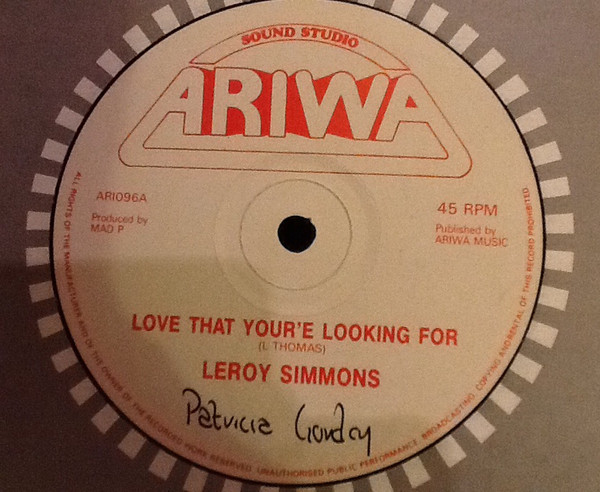 SOUND STUDIO
ARIWA
ARI096A
Produced by
MAD P
45 RPM
Published by
ARIWA MUSIC
LOVE THAT YOUR'E LOOKING FOR
(I. THOMAS)
LEROY SIMMONS
Patricia
ALL RIGHTS OF THE MANUFACTURER AND OF THE OWNER OF THE RECORDED WORK RESERVED. UNAUTHORISED PUBLIC PERFORMANCE, BROADCASTING, COPYING AND RENTAL OF THIS RECORD PROHIBITED